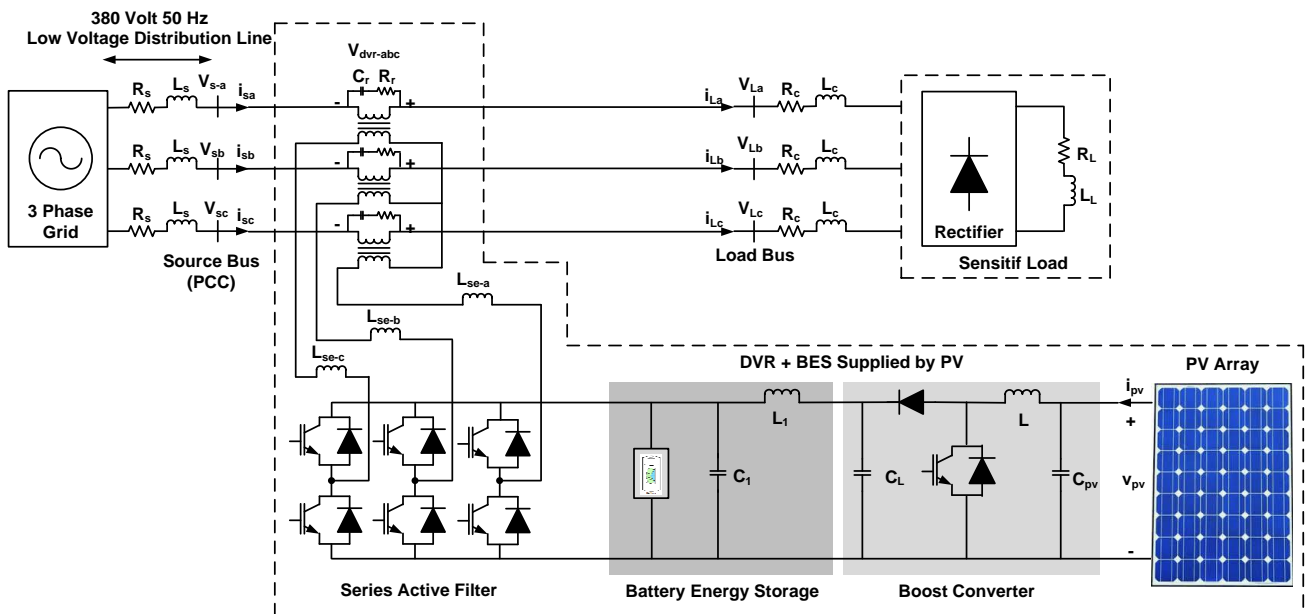 380 Volt 50 Hz
Low Voltage Distribution Line
V_dvr-abc
C_r R_r
R_s L_s V_s-a i_sa
- +
i_La V_La R_c L_c
R_s L_s V_sb i_sb
- +
i_Lb V_Lb R_c L_c
R_L
L_L
3 Phase
Grid
R_s L_s V_sc i_sc
- +
i_Lc V_Lc R_c L_c
Rectifier
Source Bus
(PCC)
Load Bus
Sensitif Load
L_se-a
L_se-b
L_se-c
DVR + BES Supplied by PV
PV Array
i_pv
L_1
L
+
C_1
C_L
C_pv
v_pv
-
Series Active Filter
Battery Energy Storage
Boost Converter